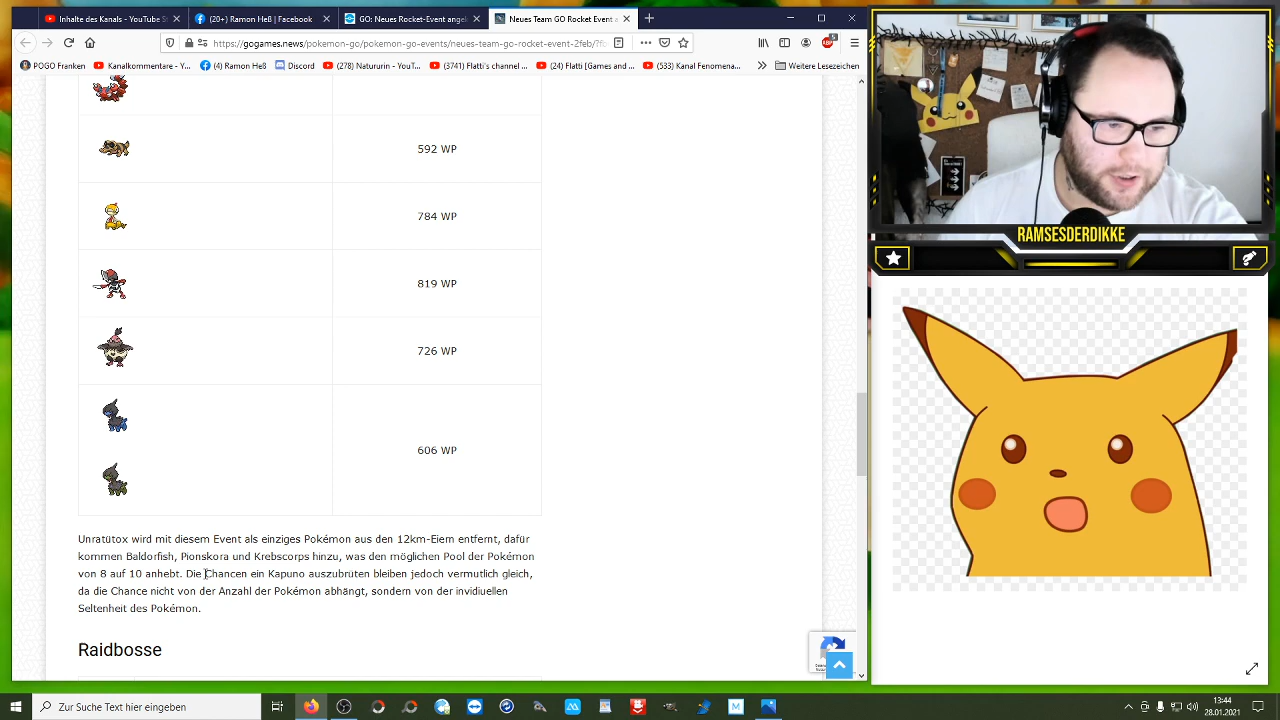 Inhalte des Kanals - YouTube S
(20+) Ramon Heß | Facebook
GO: Neues Rocket-Event angek
Neues Team GO Rocket Event a
https://gogames.news/pokemon-go/pokemon-go-events/neues-team-go-rocket-event-2feb/?fc
POGO Franken
Kanalkommentare - Y...
(4) Ramon Heß
Discord
(278) Natururin - YouT...
(3741) Flatti's channel ...
(24) Flatti [Games and ...
(533) Kanal Fenomena...
Weitere Lesezeichen
592 WP
784 WP
819 WP
726 WP
606 WP
Unratütox wird mit diesem Event als einziges Pokémon aus den 12km-Eiern entfernt, dafür
kommen Baldorfish, Pionskora und Krebscorps hinzu, was den möglichen Pool der Pokémon
von 8 auf 10 anhebt. Die Chancen ein Kapuno auszubrüten bleiben jedoch vermutlich gleich,
da die Chance nicht von der Anzahl der Pokémon abhängt, sondern von der inviduellen
Seltenheit des Pokémon.
Raidbosse
RAMSESDERDIKKE
Zur Suche Text hier eingeben
13:44
28.01.2021